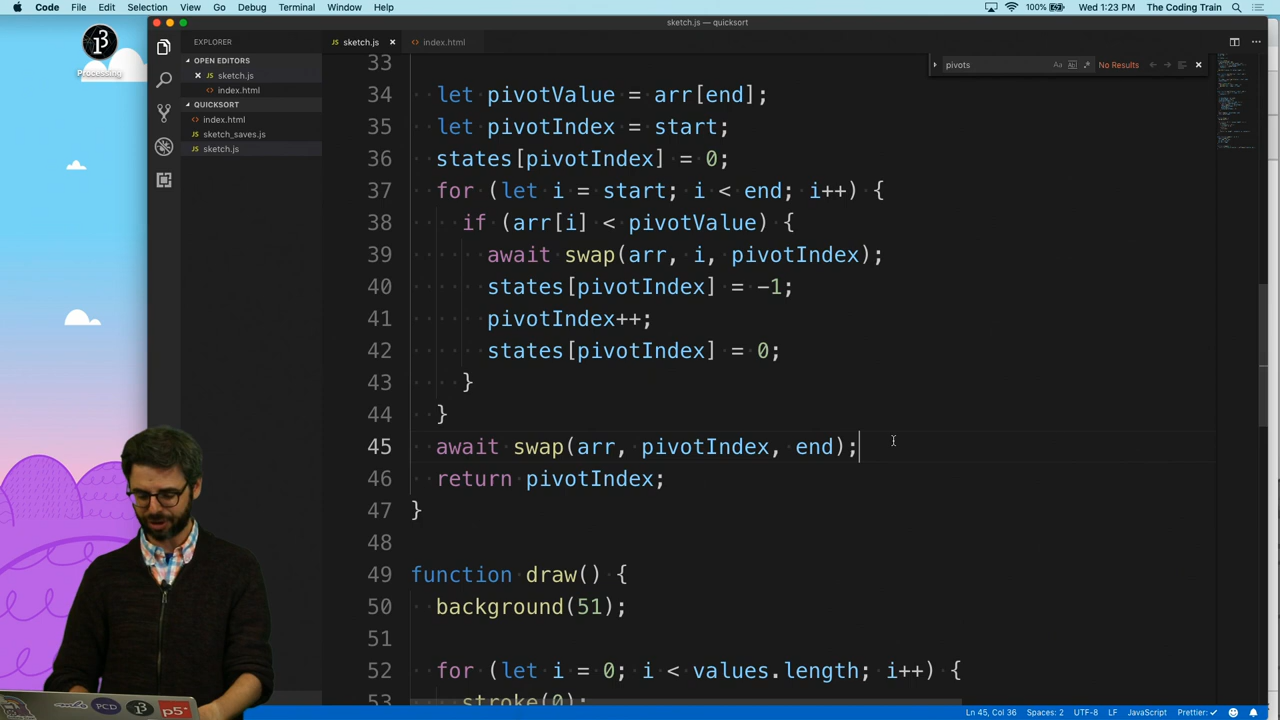 Code File Edit Selection View Go Debug Terminal Window Help 100% Wed 1:23 PM The Coding Train
sketch.js — quicksort
Processing
EXPLORER
OPEN EDITORS
sketch.js
index.html
QUICKSORT
index.html
sketch_saves.js
sketch.js
sketch.js
index.html
pivots Aa Abl .* No Results
33
34 let pivotValue = arr[end];
35 let pivotIndex = start;
36 states[pivotIndex] = 0;
37 for (let i = start; i < end; i++) {
38 if (arr[i] < pivotValue) {
39 await swap(arr, i, pivotIndex);
40 states[pivotIndex] = -1;
41 pivotIndex++;
42 states[pivotIndex] = 0;
43 }
44 }
45 await swap(arr, pivotIndex, end);
46 return pivotIndex;
47 }
48
49 function draw() {
50 background(51);
51
52 for (let i = 0; i < values.length; i++) {
53 stroke(0);
PCD p5*
Ln 45, Col 36 Spaces: 2 UTF-8 LF JavaScript Prettier: ✓